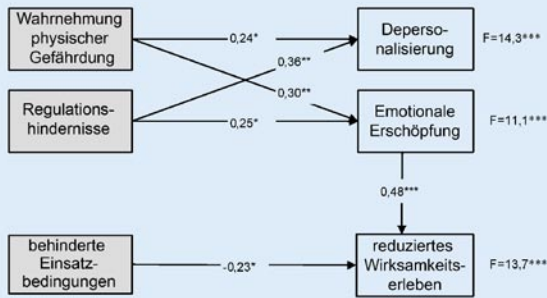 Wahrnehmung
physischer
Gefährdung
0,24*
Deperso-
nalisierung
F=14,3***
0,36**
0,30**
Regulations-
hindernisse
0,25*
Emotionale
Erschöpfung
F=11,1***
0,48***
behinderte
Einsatz-
bedingungen
-0,23*
reduziertes
Wirksamkeits-
erleben
F=13,7***